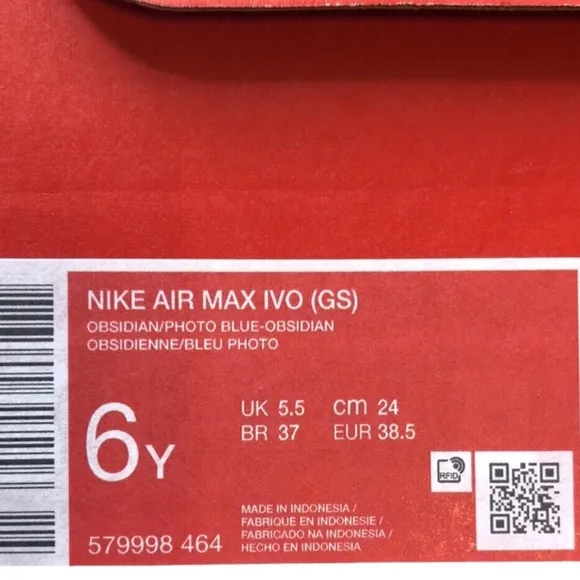 NIKE AIR MAX IVO (GS)
OBSIDIAN/PHOTO BLUE-OBSIDIAN
OBSIDIENNE/BLEU PHOTO
6Y
UK 5.5 cm 24
BR 37 EUR 38.5
RFID
MADE IN INDONESIA /
FABRIQUE EN INDONESIE /
FABRICADO NA INDONESIA /
HECHO EN INDONESIA
579998 464